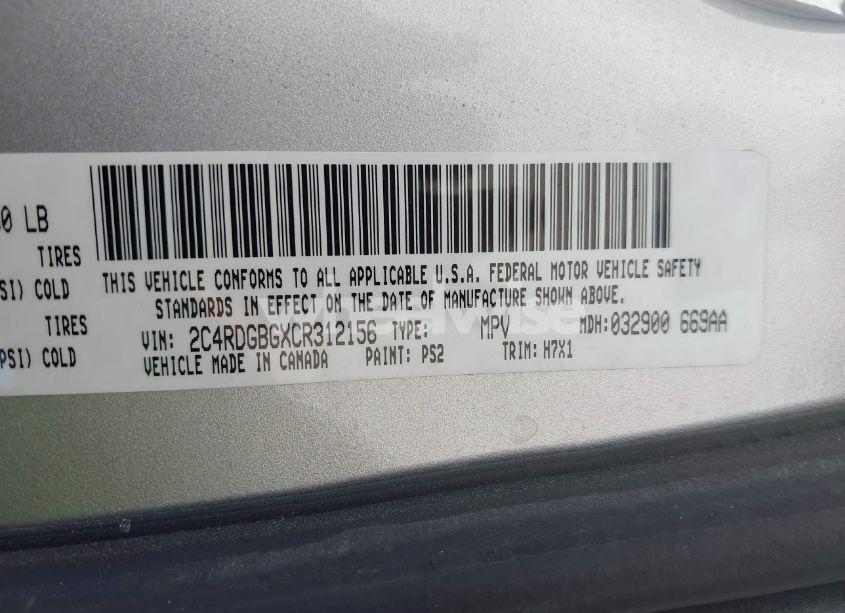 0 LB
TIRES
SI) COLD
TIRES
PSI) COLD
THIS VEHICLE CONFORMS TO ALL APPLICABLE U.S.A. FEDERAL MOTOR VEHICLE SAFETY
STANDARDS IN EFFECT ON THE DATE OF MANUFACTURE SHOWN ABOVE.
VIN: 2C4RDGBGXCR312156 TYPE: MPV MDH:032900 669AA
VEHICLE MADE IN CANADA PAINT: PS2 TRIM: H7X1